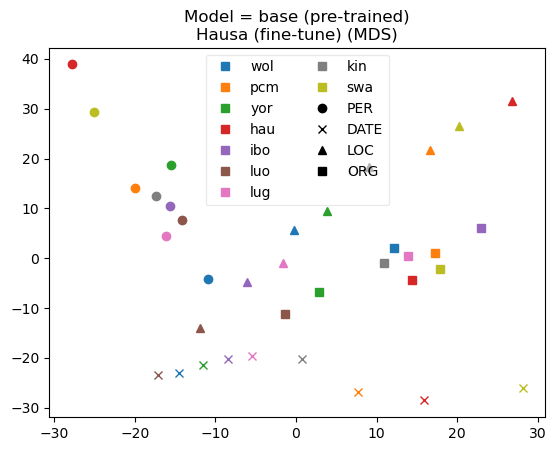 Model = base (pre-trained)
Hausa (fine-tune) (MDS)
wol
pcm
yor
hau
ibo
luo
lug
kin
swa
PER
DATE
LOC
ORG
40
30
20
10
0
−10
−20
−30
−30
−20
−10
0
10
20
30